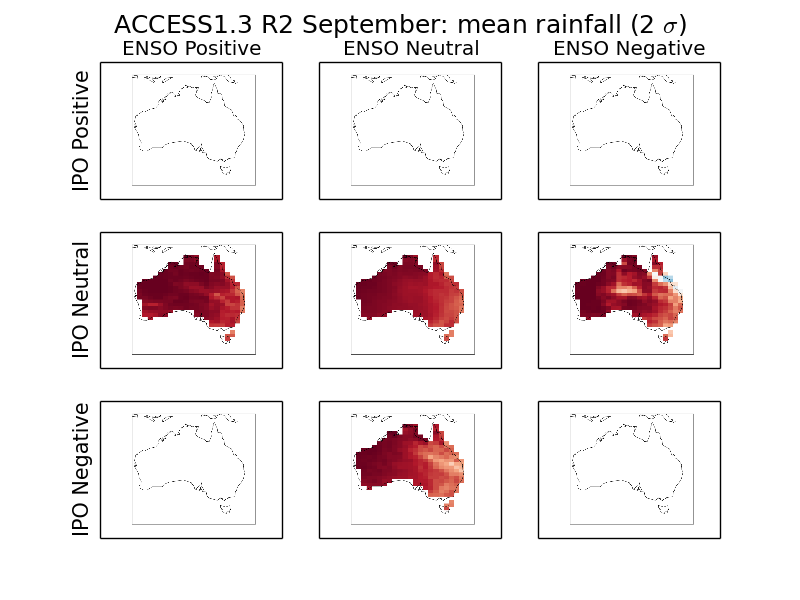 ACCESS1.3 R2 September: mean rainfall (2 σ)
ENSO Positive
ENSO Neutral
ENSO Negative
IPO Positive
IPO Neutral
IPO Negative